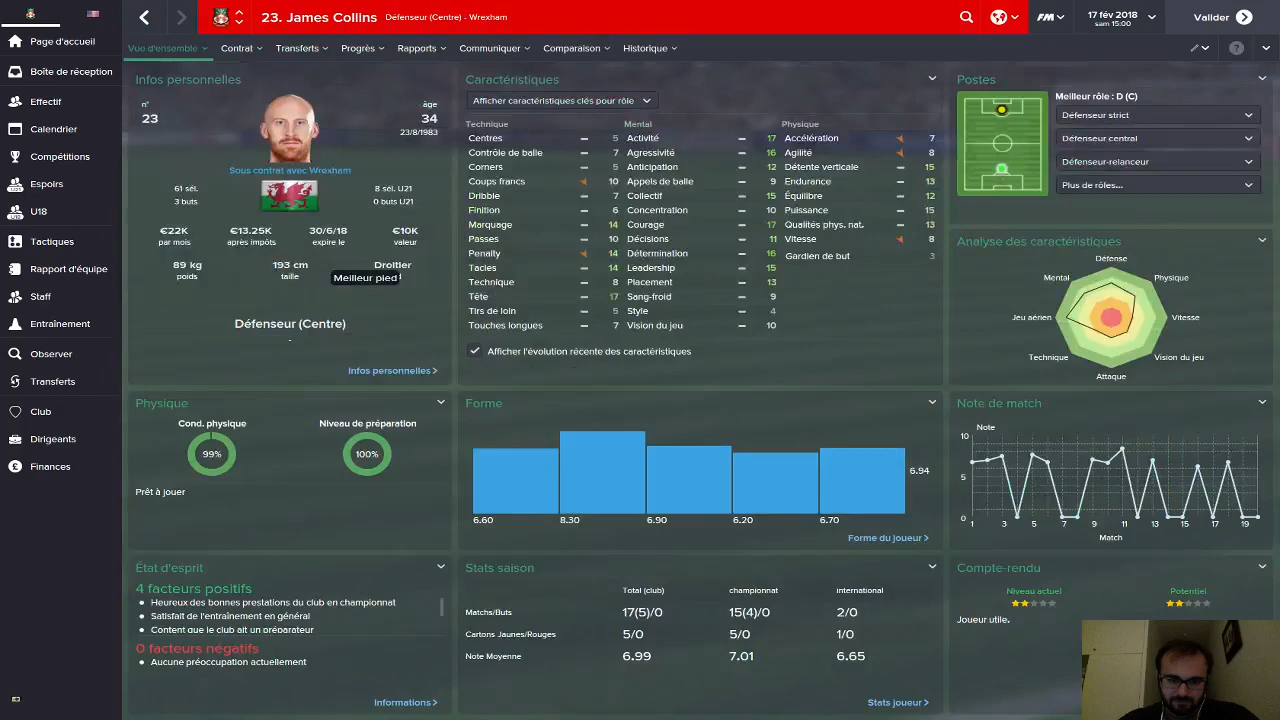 23. James Collins
Défenseur (Centre) - Wrexham
FM
17 fév 2018
sam 15:00
Valider
Page d'accueil
Boîte de réception
Effectif
Calendrier
Compétitions
Espoirs
U18
Tactiques
Rapport d'équipe
Staff
Entraînement
Observer
Transferts
Club
Dirigeants
Finances
Vue d'ensemble
Contrat
Transferts
Progrès
Rapports
Communiquer
Comparaison
Historique
?
Infos personnelles
n°
23
âge
34
23/8/1983
Sous contrat avec Wrexham
61 sél.
3 buts
8 sél. U21
0 buts U21
€22K
par mois
€13.25K
après impôts
30/6/18
expire le
€10K
valeur
89 kg
poids
193 cm
taille
Droitier
Meilleur pied
Défenseur (Centre)
-
Infos personnelles >
Caractéristiques
Afficher caractéristiques clés pour rôle
Technique
Centres 5
Contrôle de balle 7
Corners 5
Coups francs 10
Dribble 7
Finition 6
Marquage 14
Passes 10
Penalty 14
Tacles 14
Technique 8
Tête 17
Tirs de loin 5
Touches longues 7
Mental
Activité 17
Agressivité 16
Anticipation 12
Appels de balle 9
Collectif 15
Concentration 10
Courage 17
Décisions 11
Détermination 16
Leadership 15
Placement 13
Sang-froid 9
Style 4
Vision du jeu 10
Physique
Accélération 7
Agilité 8
Détente verticale 15
Endurance 13
Équilibre 12
Puissance 15
Qualités phys. nat. 13
Vitesse 8
Gardien de but 3
Afficher l'évolution récente des caractéristiques
Postes
Meilleur rôle : D (C)
Défenseur strict
Défenseur central
Défenseur-relanceur
Plus de rôles...
Analyse des caractéristiques
Défense
Mental
Physique
Jeu aérien
Vitesse
Technique
Vision du jeu
Attaque
Physique
Cond. physique
99%
Niveau de préparation
100%
Prêt à jouer
Forme
6.94
6.60 8.30 6.90 6.20 6.70
Forme du joueur >
Note de match
Note
10
5
0
1 3 5 7 9 11 13 15 17 19
Match
État d'esprit
4 facteurs positifs
Heureux des bonnes prestations du club en championnat
Satisfait de l'entraînement en général
Content que le club ait un préparateur
0 facteurs négatifs
Aucune préoccupation actuellement
Informations >
Stats saison
Total (club) championnat international
Matchs/Buts 17(5)/0 15(4)/0 2/0
Cartons Jaunes/Rouges 5/0 5/0 1/0
Note Moyenne 6.99 7.01 6.65
Stats joueur >
Compte-rendu
Niveau actuel
Potentiel
Joueur utile.